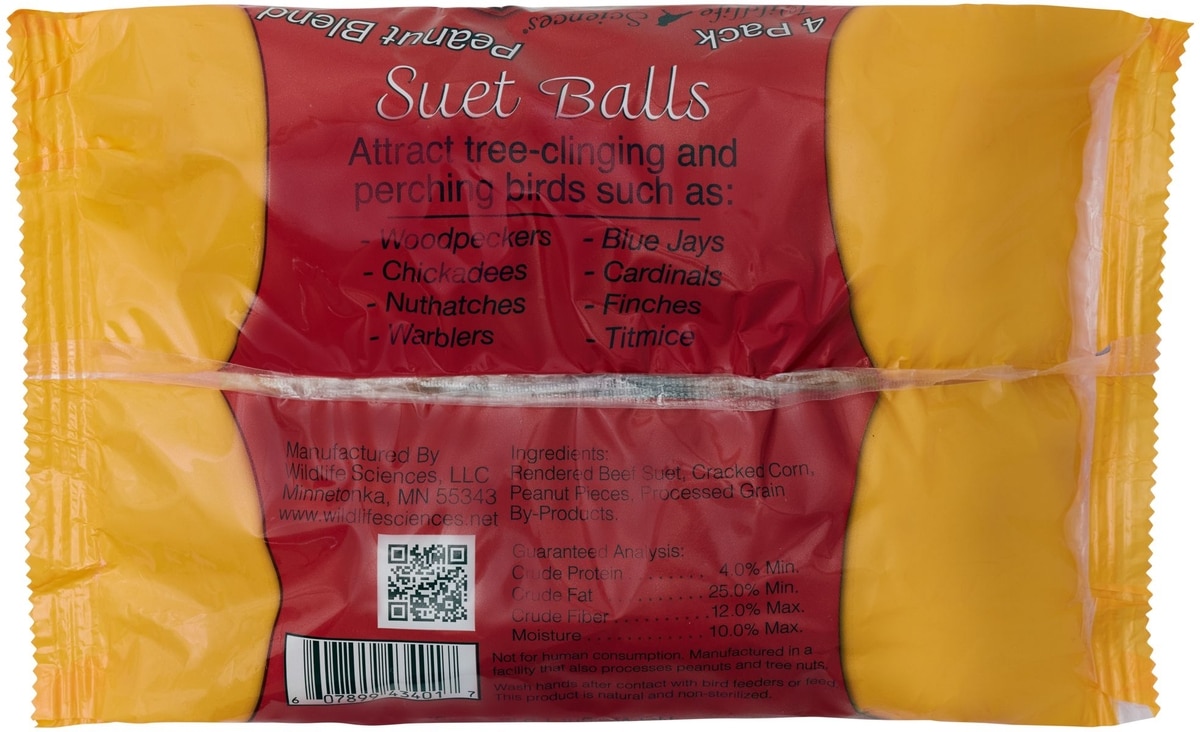 Wildlife Sciences®
4 Pack
Peanut Blend
Suet Balls
Attract tree-clinging and
perching birds such as:
- Woodpeckers - Blue Jays
- Chickadees - Cardinals
- Nuthatches - Finches
- Warblers - Titmice
Manufactured By
Wildlife Sciences, LLC
Minnetonka, MN 55343
www.wildlifesciences.net
Ingredients:
Rendered Beef Suet, Cracked Corn,
Peanut Pieces, Processed Grain
By-Products.
Guaranteed Analysis:
Crude Protein ........ 4.0% Min.
Crude Fat ............ 25.0% Min.
Crude Fiber .......... 12.0% Max.
Moisture ............ 10.0% Max.
Not for human consumption. Manufactured in a
facility that also processes peanuts and tree nuts.
Wash hands after contact with bird feeders or feed.
This product is natural and non-sterilized.
6 07899 43401 7